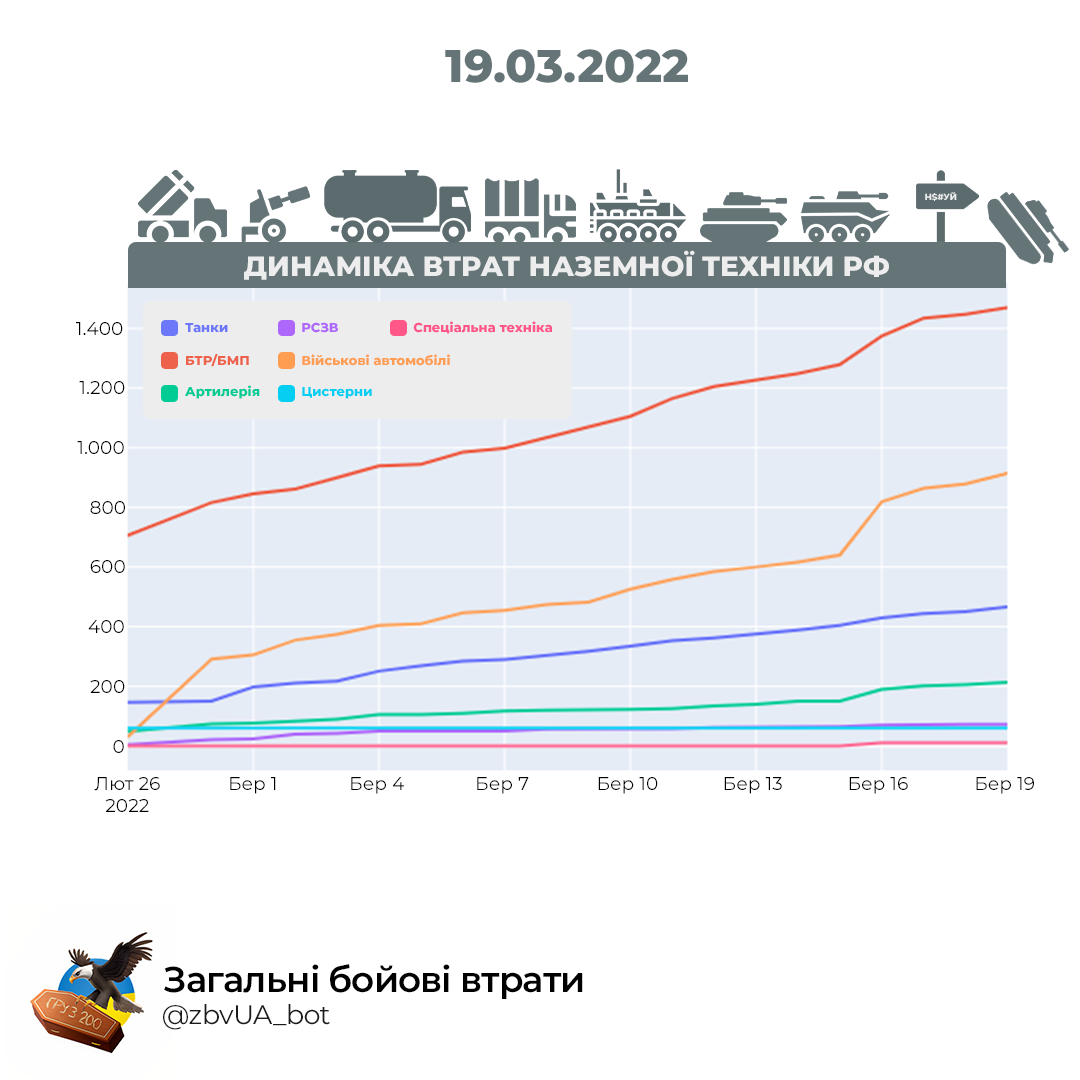 19.03.2022
Н$#УЙ
ДИНАМІКА ВТРАТ НАЗЕМНОЇ ТЕХНІКИ РФ
Танки РСЗВ Спеціальна техніка
БТР/БМП Військові автомобілі
Артилерія Цистерни
1.400
1.200
1.000
800
600
400
200
0
Лют 26 Бер 1 Бер 4 Бер 7 Бер 10 Бер 13 Бер 16 Бер 19
2022
ГРУЗ 200
Загальні бойові втрати
@zbvUA_bot